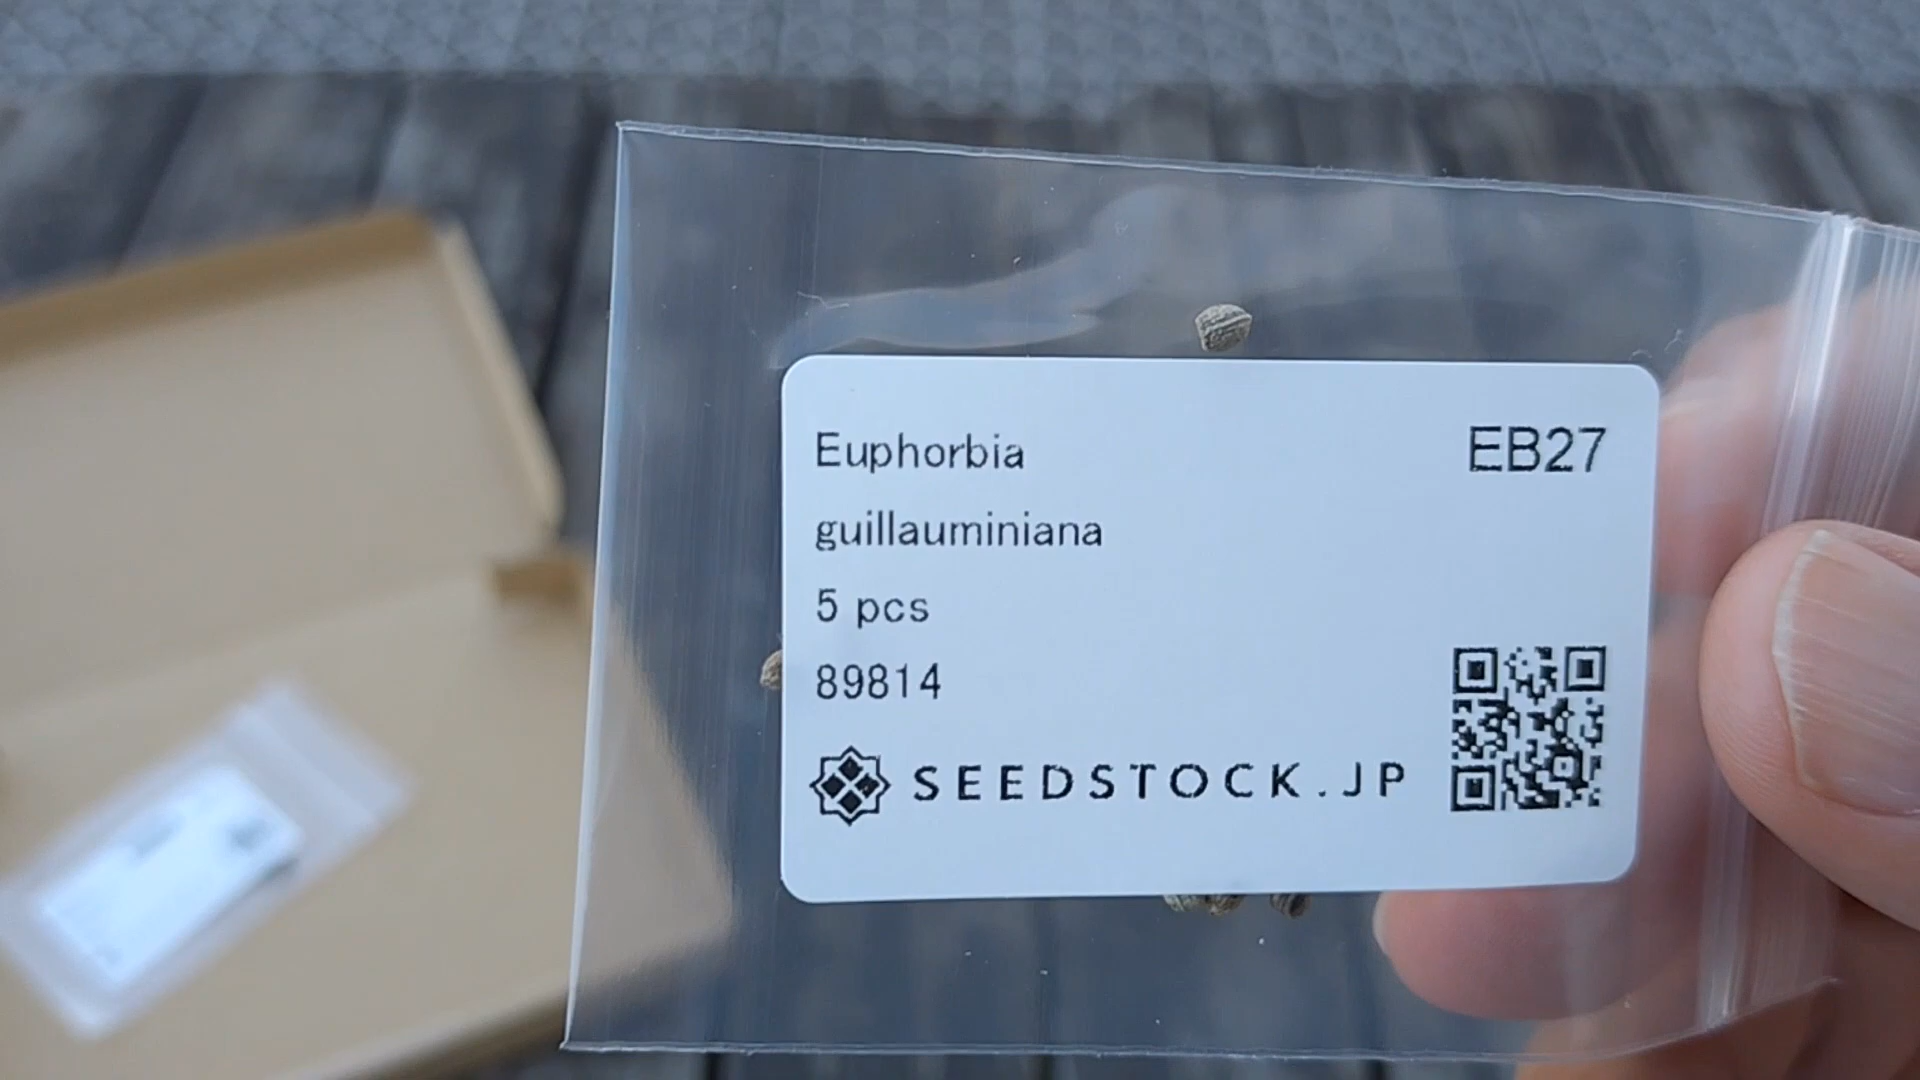 Euphorbia
EB27
guillauminiana
5 pcs
89814
SEEDSTOCK.JP